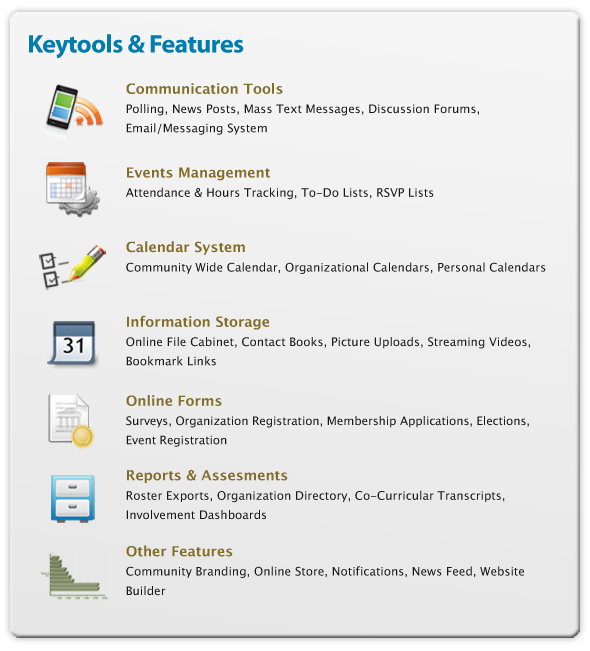 Keytools & Features
Communication Tools
Polling, News Posts, Mass Text Messages, Discussion Forums,
Email/Messaging System
Events Management
Attendance & Hours Tracking, To-Do Lists, RSVP Lists
Calendar System
Community Wide Calendar, Organizational Calendars, Personal Calendars
Information Storage
31
Online File Cabinet, Contact Books, Picture Uploads, Streaming Videos,
Bookmark Links
Online Forms
Surveys, Organization Registration, Membership Applications, Elections,
Event Registration
Reports & Assesments
Roster Exports, Organization Directory, Co-Curricular Transcripts,
Involvement Dashboards
Other Features
Community Branding, Online Store, Notifications, News Feed, Website
Builder